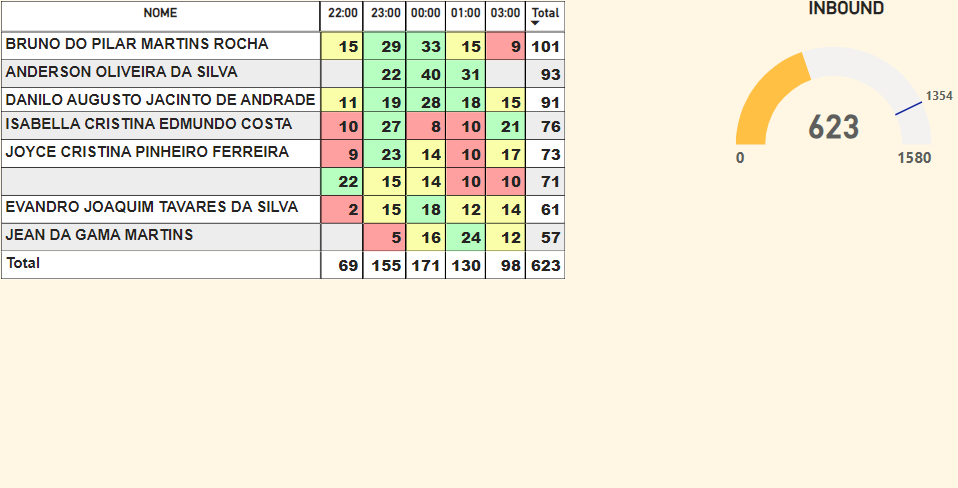 NOME 22:00 23:00 00:00 01:00 03:00 Total
BRUNO DO PILAR MARTINS ROCHA 15 29 33 15 9 101
ANDERSON OLIVEIRA DA SILVA 22 40 31 93
DANILO AUGUSTO JACINTO DE ANDRADE 11 19 28 18 15 91
ISABELLA CRISTINA EDMUNDO COSTA 10 27 8 10 21 76
JOYCE CRISTINA PINHEIRO FERREIRA 9 23 14 10 17 73
22 15 14 10 10 71
EVANDRO JOAQUIM TAVARES DA SILVA 2 15 18 12 14 61
JEAN DA GAMA MARTINS 5 16 24 12 57
Total 69 155 171 130 98 623
INBOUND
1354
623
0 1580